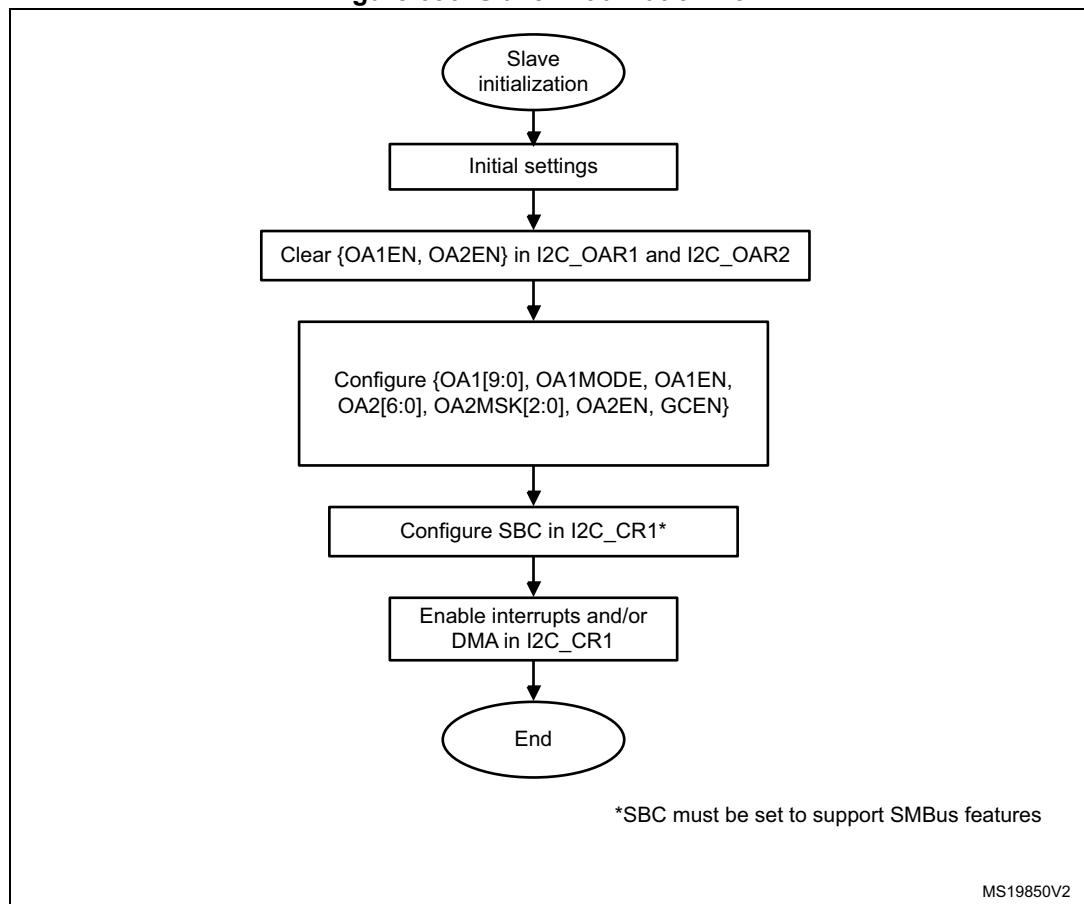 Slave
initialization
Initial settings
Clear {OA1EN, OA2EN} in I2C_OAR1 and I2C_OAR2
Configure {OA1[9:0], OA1MODE, OA1EN,
OA2[6:0], OA2MSK[2:0], OA2EN, GCEN}
Configure SBC in I2C_CR1*
Enable interrupts and/or
DMA in I2C_CR1
End
*SBC must be set to support SMBus features
MS19850V2